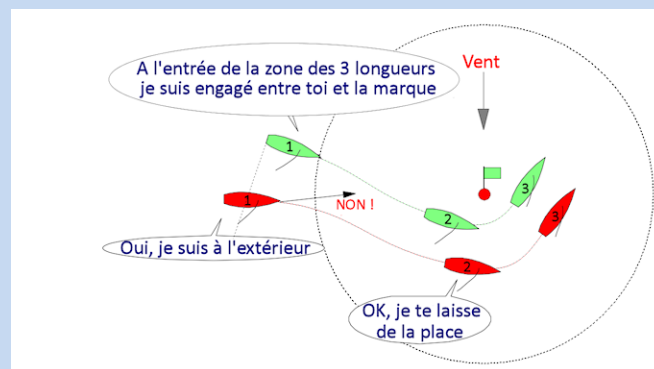 A l'entrée de la zone des 3 longueurs
je suis engagé entre toi et la marque
Vent
1
1
NON !
3
2
3
Oui, je suis à l'extérieur
2
OK, je te laisse
de la place